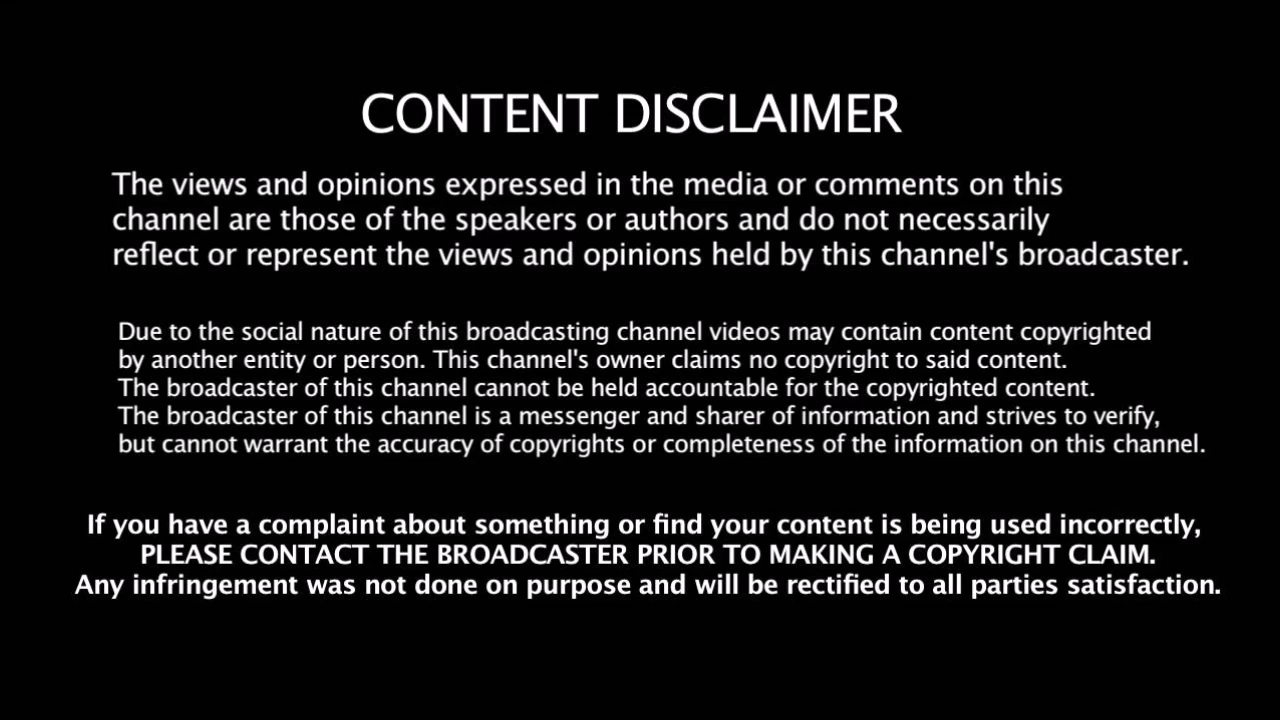 CONTENT DISCLAIMER
The views and opinions expressed in the media or comments on this
channel are those of the speakers or authors and do not necessarily
reflect or represent the views and opinions held by this channel's broadcaster.
Due to the social nature of this broadcasting channel videos may contain content copyrighted
by another entity or person. This channel's owner claims no copyright to said content.
The broadcaster of this channel cannot be held accountable for the copyrighted content.
The broadcaster of this channel is a messenger and sharer of information and strives to verify,
but cannot warrant the accuracy of copyrights or completeness of the information on this channel.
If you have a complaint about something or find your content is being used incorrectly,
PLEASE CONTACT THE BROADCASTER PRIOR TO MAKING A COPYRIGHT CLAIM.
Any infringement was not done on purpose and will be rectified to all parties satisfaction.